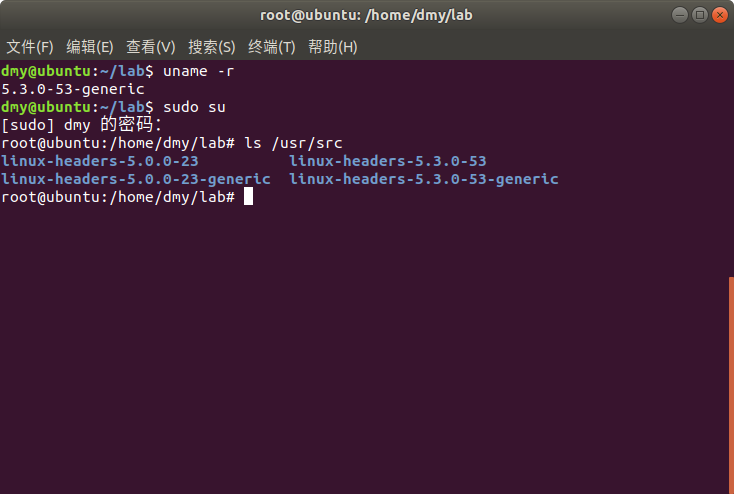 root@ubuntu: /home/dmy/lab
文件(F) 编辑(E) 查看(V) 搜索(S) 终端(T) 帮助(H)
dmy@ubuntu:~/lab$ uname -r
5.3.0-53-generic
dmy@ubuntu:~/lab$ sudo su
[sudo] dmy 的密码：
root@ubuntu:/home/dmy/lab# ls /usr/src
linux-headers-5.0.0-23          linux-headers-5.3.0-53
linux-headers-5.0.0-23-generic  linux-headers-5.3.0-53-generic
root@ubuntu:/home/dmy/lab#